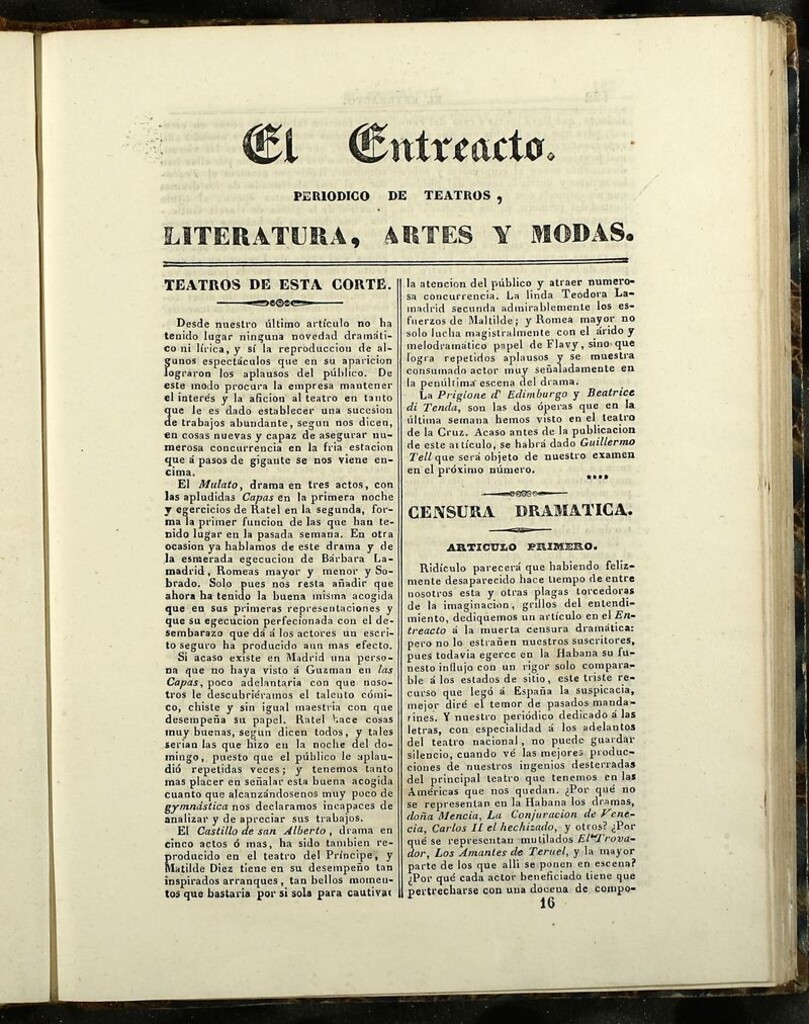 El Entreacto.
PERIODICO DE TEATROS,
LITERATURA, ARTES Y MODAS.
TEATROS DE ESTA CORTE.
Desde nuestro último artículo no ha
tenido lugar ninguna novedad dramáti-
co ni lírica, y sí la reproduccion de al-
gunos espectáculos que en su aparicion
lograron los aplausos del público. De
este modo procura la empresa mantener
el interés y la aficion al teatro en tanto
que le es dado establecer una sucesion
de trabajos abundante, segun nos dicen,
en cosas nuevas y capaz de asegurar nu-
merosa concurrencia en la fria estacion
que á pasos de gigante se nos viene en-
cima.
El Mulato, drama en tres actos, con
las apludidas Capas en la primera noche
y egercicios de Ratel en la segunda, for-
ma la primer funcion de las que han te-
nido lugar en la pasada semana. En otra
ocasion ya hablamos de este drama y de
la esmerada egecucion de Bárbara La-
madrid, Romeas mayor y menor y So-
brado. Solo pues nos resta añadir que
ahora ha tenido la buena misma acogida
que en sus primeras representaciones y
que su egecucion perfecionada con el de-
sembarazo que dá á los actores un escri-
to seguro ha producido aun mas efecto.
Si acaso existe en Madrid una perso-
na que no haya visto á Guzman en las
Capas, poco adelantaria con que noso-
tros le descubriéramos el talento cómi-
co, chiste y sin igual maestria con que
desempeña su papel. Ratel hace cosas
muy buenas, segun dicen todos, y tales
serian las que hizo en la noche del do-
mingo, puesto que el público le aplau-
dió repetidas veces; y tenemos tanto
mas placer en señalar esta buena acogida
cuanto que alcanzándosenos muy poco de
gymnástica nos declaramos incapaces de
analizar y de apreciar sus trabajos.
El Castillo de san Alberto, drama en
cinco actos ó mas, ha sido tambien re-
producido en el teatro del Príncipe, y
Matilde Diez tiene en su desempeño tan
inspirados arranques, tan bellos momen-
tos que bastaria por si sola para cautivar
la atencion del público y atraer numero-
sa concurrencia. La linda Teodora La-
madrid secunda admirablemente los es-
fuerzos de Maltilde; y Romea mayor no
solo lucha magistralmente con el árido y
melodramático papel de Flavy, sino que
logra repetidos aplausos y se muestra
consumado actor muy señaladamente en
la penúltima escena del drama.
La Prigione d' Edimburgo y Beatrice
di Tenda, son las dos óperas que en la
última semana hemos visto en el teatro
de la Cruz. Acaso antes de la publicacion
de este artículo, se habrá dado Guillermo
Tell que será objeto de nuestro examen
en el próximo número.
****
CENSURA DRAMATICA.
ARTICULO PRIMERO.
Ridículo parecerá que habiendo feliz-
mente desaparecido hace tiempo de entre
nosotros esta y otras plagas torcedoras
de la imaginacion, grillos del entendi-
miento, dediquemos un artículo en el En-
treacto á la muerta censura dramática:
pero no lo estrañen nuestros suscritores,
pues todavia egerce en la Habana su fu-
nesto influjo con un rigor solo compara-
ble á los estados de sitio, este triste re-
curso que legó á España la suspicacia,
mejor diré el temor de pasados manda-
rines. Y nuestro periódico dedicado á las
letras, con especialidad á los adelantos
del teatro nacional, no puede guardar
silencio, cuando vé las mejores produc-
ciones de nuestros ingenios desterradas
del principal teatro que tenemos en las
Américas que nos quedan. ¿Por qué no
se representan en la Habana los dramas,
doña Mencia, La Conjuracion de Vene-
cia, Carlos II el hechizado, y otros? ¿Por
qué se representan mutilados El Trova-
dor, Los Amantes de Teruel, y la mayor
parte de los que alli se ponen en escena?
¿Por qué cada actor beneficiado tiene que
pertrecharse con una docena de compo-
16